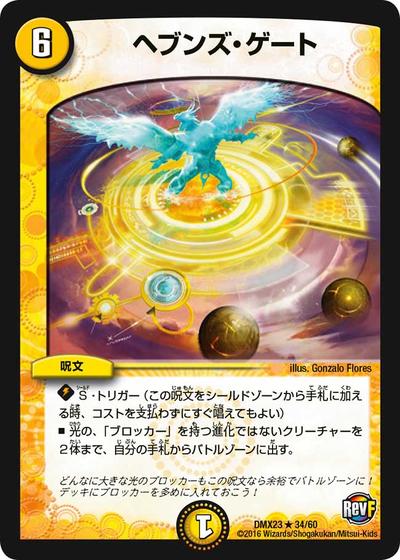 6
ヘブンズ・ゲート
呪文
illus. Gonzalo Flores
S・トリガー(この呪文をシールドゾーンから手札に加え
る時、コストを支払わずにすぐ唱えてもよい)
■ 光の、「ブロッカー」を持つ進化ではないクリーチャーを
2体まで、自分の手札からバトルゾーンに出す。
どんなに大きな光のブロッカーもこの呪文なら余裕でバトルゾーンに!
デッキにブロッカーを多めに入れておこう!
RevF
1
DMX23 ★ 34/60
©2016 Wizards/Shogakukan/Mitsui-Kids